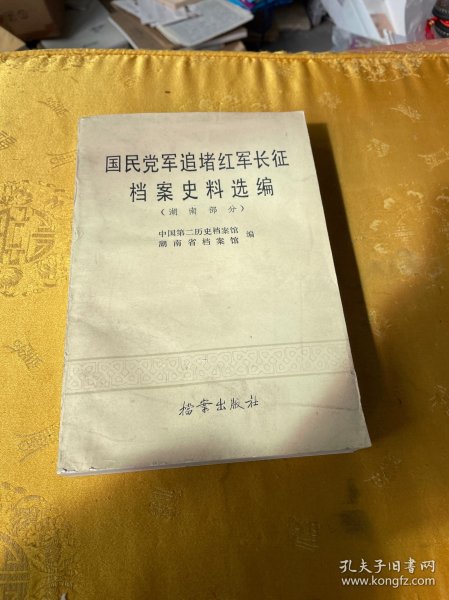 国民党军追堵红军长征
档案史料选编
（湖南部分）
中国第二历史档案馆
湖南省档案馆
编
档案出版社
孔夫子旧书网
www.kongfz.com